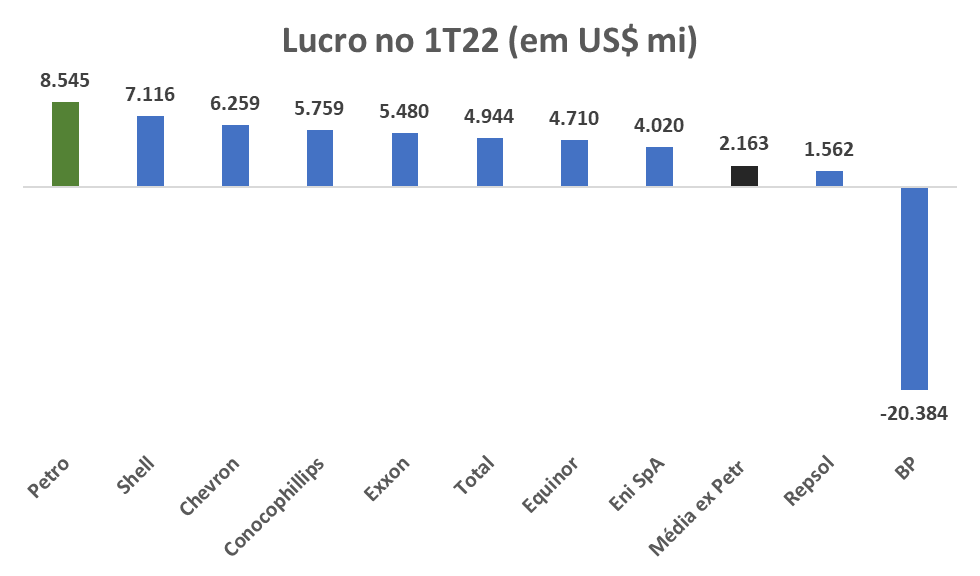 Lucro no 1T22 (em US$ mi)
8.545
7.116
6.259
5.759
5.480
4.944
4.710
4.020
2.163
1.562
-20.384
Petro
Shell
Chevron
Conocophillips
Exxon
Total
Equinor
Eni SpA
Média ex Petr
Repsol
BP